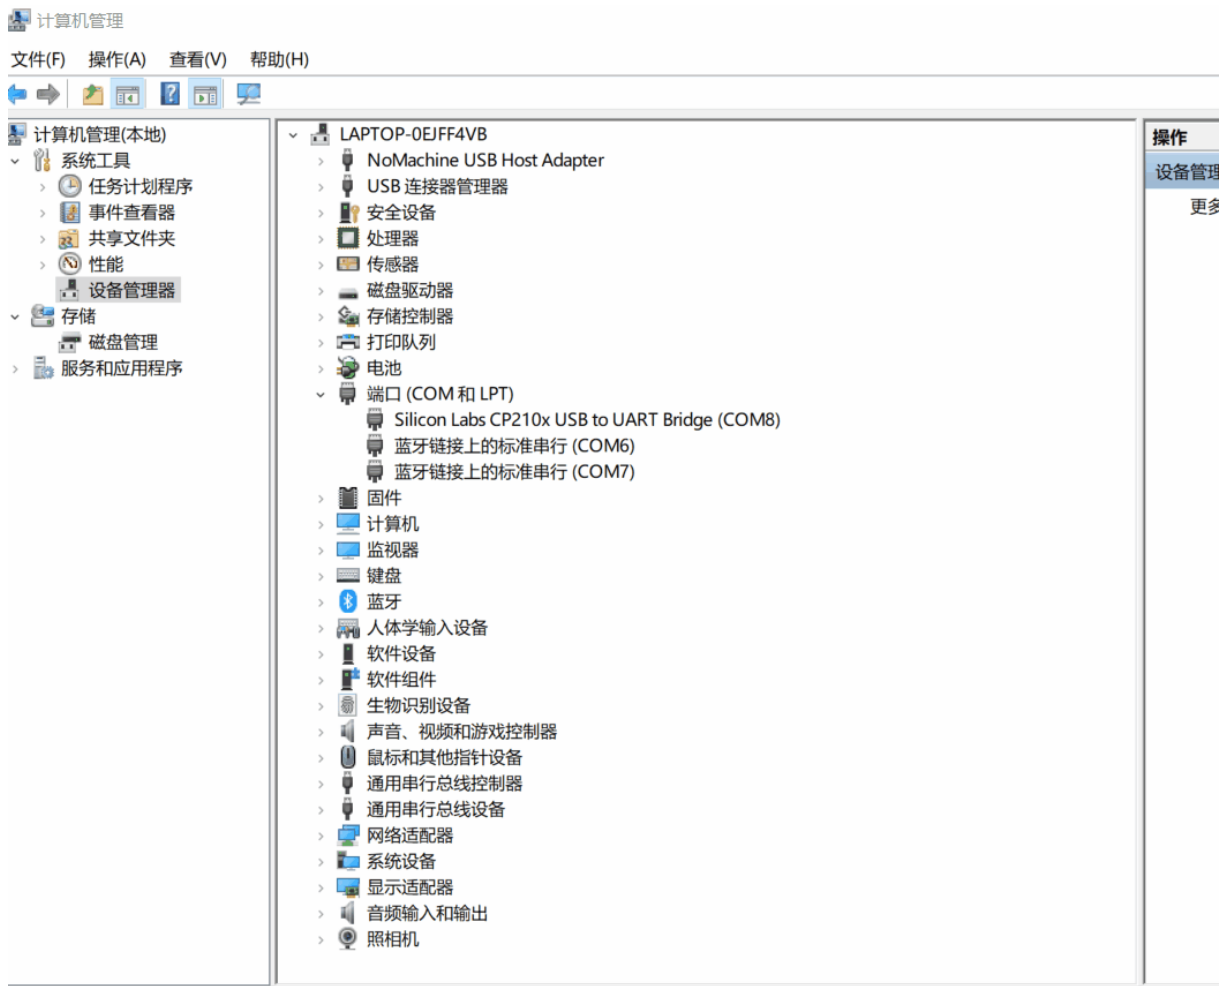 计算机管理
文件(F) 操作(A) 查看(V) 帮助(H)
计算机管理(本地)
系统工具
任务计划程序
事件查看器
共享文件夹
性能
设备管理器
存储
磁盘管理
服务和应用程序
LAPTOP-0EJFF4VB
NoMachine USB Host Adapter
USB 连接器管理器
安全设备
处理器
传感器
磁盘驱动器
存储控制器
打印队列
电池
端口 (COM 和 LPT)
Silicon Labs CP210x USB to UART Bridge (COM8)
蓝牙链接上的标准串行 (COM6)
蓝牙链接上的标准串行 (COM7)
固件
计算机
监视器
键盘
蓝牙
人体学输入设备
软件设备
软件组件
生物识别设备
声音、视频和游戏控制器
鼠标和其他指针设备
通用串行总线控制器
通用串行总线设备
网络适配器
系统设备
显示适配器
音频输入和输出
照相机
操作
设备管理
更多